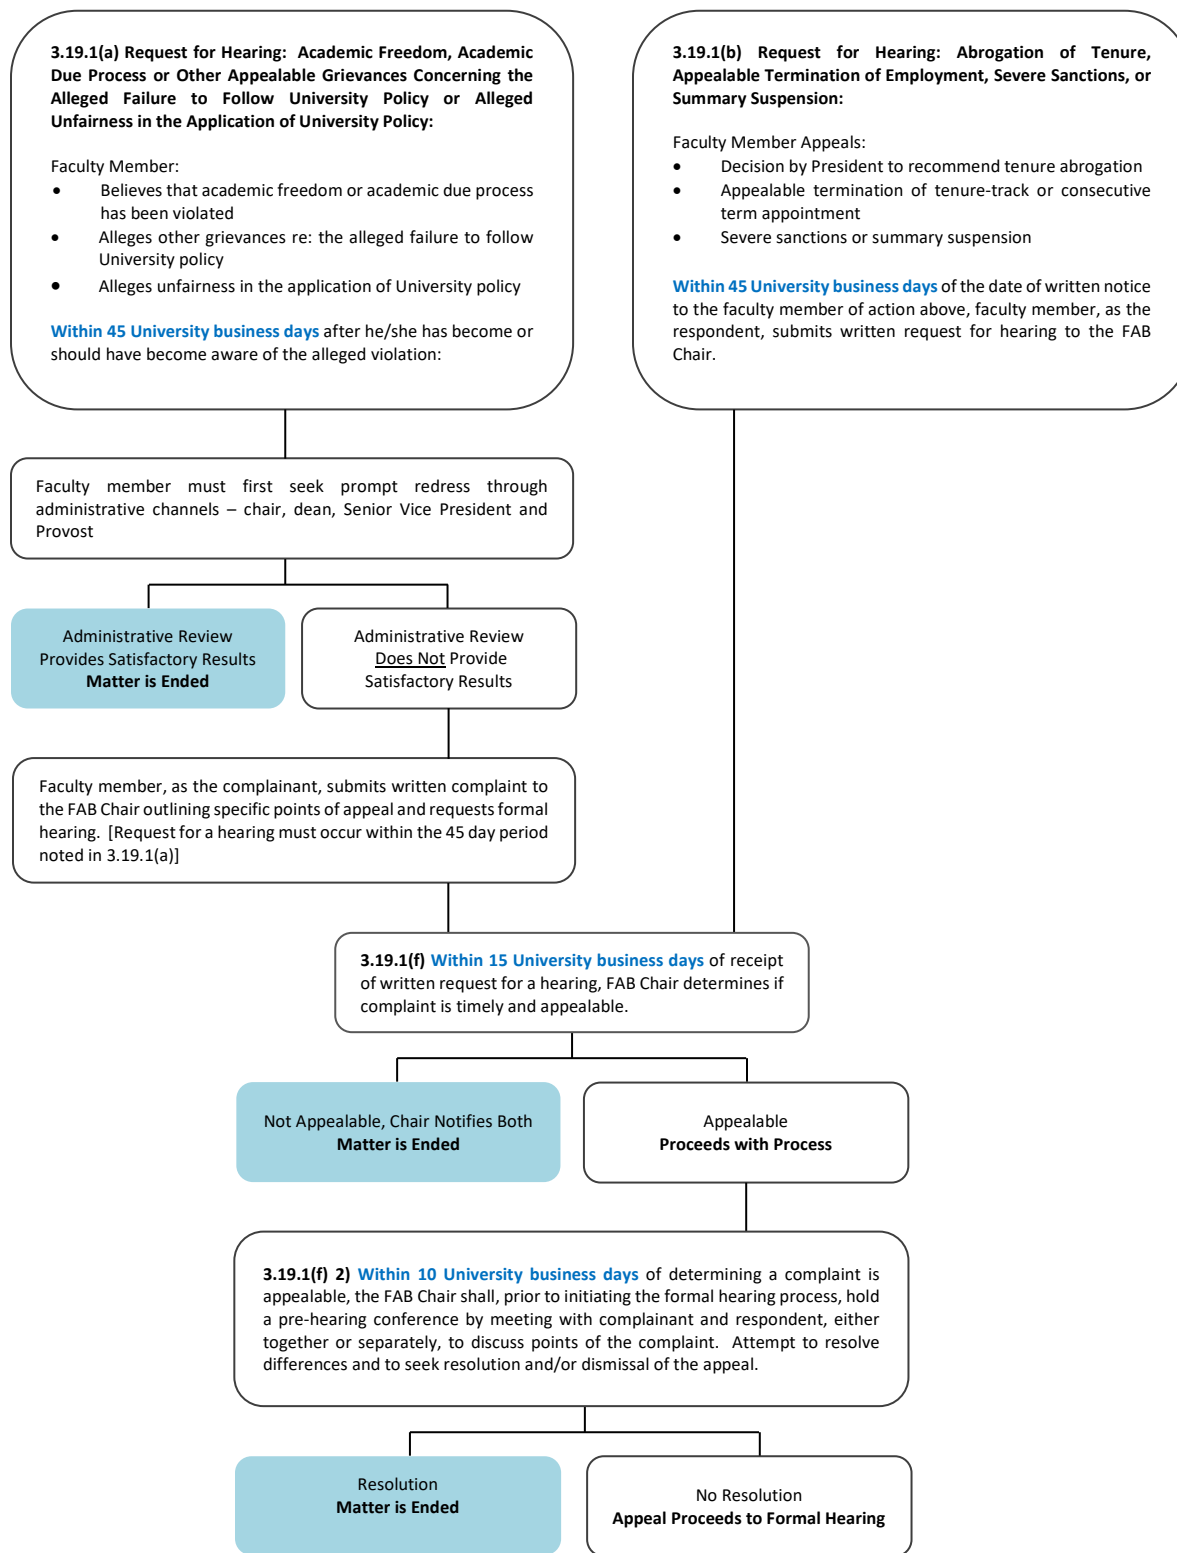 3.19.1(a) Request for Hearing: Academic Freedom, Academic
Due Process or Other Appealable Grievances Concerning the
Alleged Failure to Follow University Policy or Alleged
Unfairness in the Application of University Policy:
Faculty Member:
• Believes that academic freedom or academic due process
has been violated
• Alleges other grievances re: the alleged failure to follow
University policy
• Alleges unfairness in the application of University policy
Within 45 University business days after he/she has become or
should have become aware of the alleged violation:
3.19.1(b) Request for Hearing: Abrogation of Tenure,
Appealable Termination of Employment, Severe Sanctions, or
Summary Suspension:
Faculty Member Appeals:
• Decision by President to recommend tenure abrogation
• Appealable termination of tenure-track or consecutive
term appointment
• Severe sanctions or summary suspension
Within 45 University business days of the date of written notice
to the faculty member of action above, faculty member, as the
respondent, submits written request for hearing to the FAB
Chair.
Faculty member must first seek prompt redress through
administrative channels – chair, dean, Senior Vice President and
Provost
Administrative Review
Provides Satisfactory Results
Matter is Ended
Administrative Review
Does Not Provide
Satisfactory Results
Faculty member, as the complainant, submits written complaint to
the FAB Chair outlining specific points of appeal and requests formal
hearing. [Request for a hearing must occur within the 45 day period
noted in 3.19.1(a)]
3.19.1(f) Within 15 University business days of receipt
of written request for a hearing, FAB Chair determines if
complaint is timely and appealable.
Not Appealable, Chair Notifies Both
Matter is Ended
Appealable
Proceeds with Process
3.19.1(f) 2) Within 10 University business days of determining a complaint is
appealable, the FAB Chair shall, prior to initiating the formal hearing process, hold
a pre-hearing conference by meeting with complainant and respondent, either
together or separately, to discuss points of the complaint. Attempt to resolve
differences and to seek resolution and/or dismissal of the appeal.
Resolution
Matter is Ended
No Resolution
Appeal Proceeds to Formal Hearing